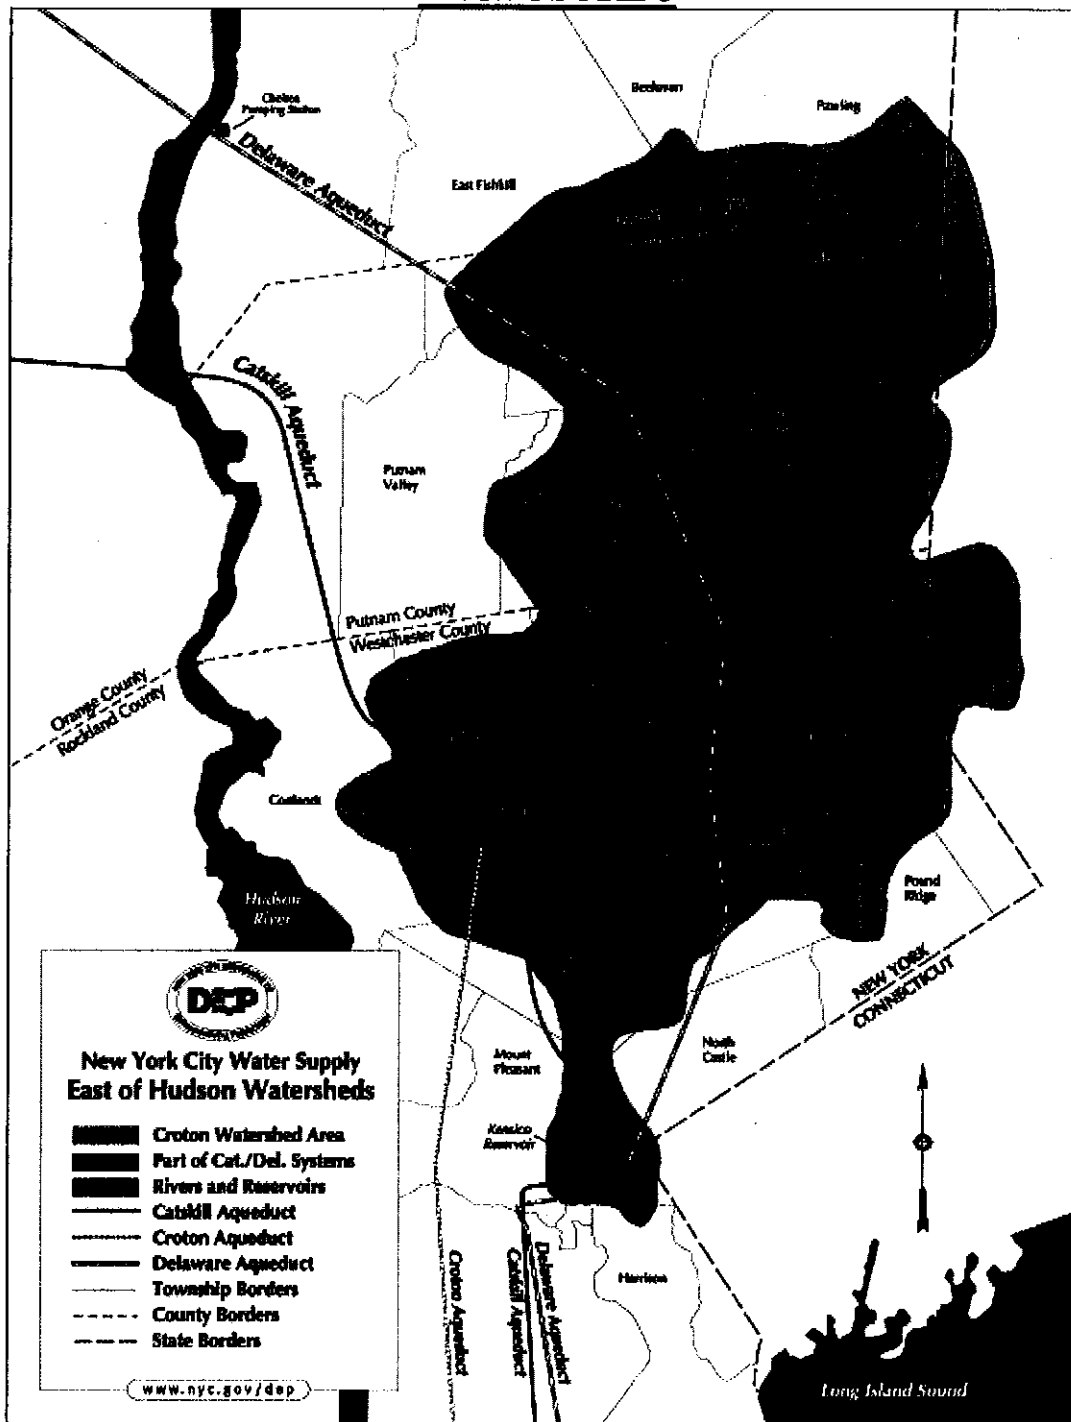 Chelsea
Pumping Station
Beekman
Pawling
Delaware Aqueduct
East Fishkill
Catskill Aqueduct
Putnam
Valley
Putnam County
Westchester County
Orange County
Rockland County
Cortlandt
Hudson
River
Pound
Ridge
NEW YORK
CONNECTICUT
North
Castle
Mount
Pleasant
Kensico
Reservoir
Harrison
Croton Aqueduct
Catskill Aqueduct
Delaware Aqueduct
Long Island Sound
DEP
New York City Water Supply
East of Hudson Watersheds
Croton Watershed Area
Part of Cat./Del. Systems
Rivers and Reservoirs
Catskill Aqueduct
Croton Aqueduct
Delaware Aqueduct
Township Borders
County Borders
State Borders
www.nyc.gov/dep